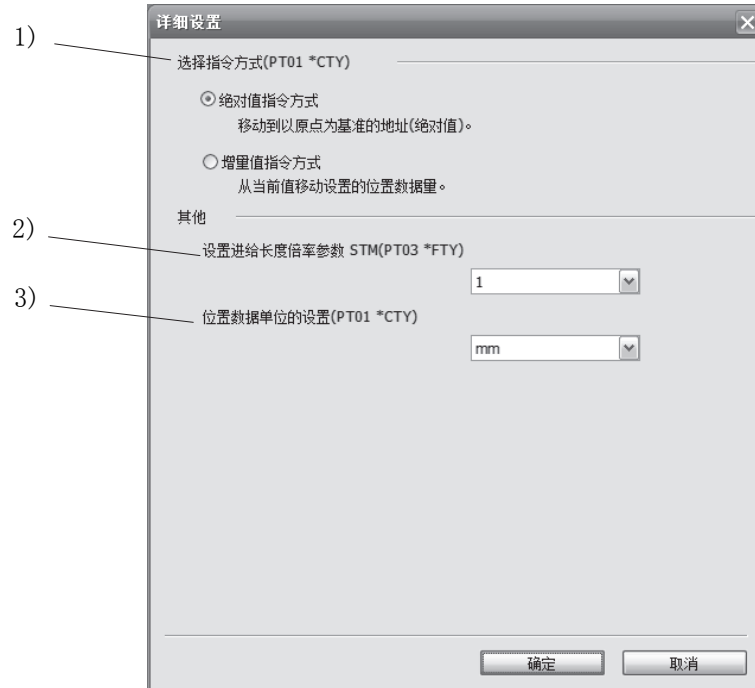 详细设置
1)
选择指令方式(PT01 *CTY)
绝对值指令方式
移动到以原点为基准的地址(绝对值)。
增量值指令方式
从当前值移动设置的位置数据量。
其他
2)
设置进给长度倍率参数 STM(PT03 *FTY)
1
3)
位置数据单位的设置(PT01 *CTY)
mm
确定 取消